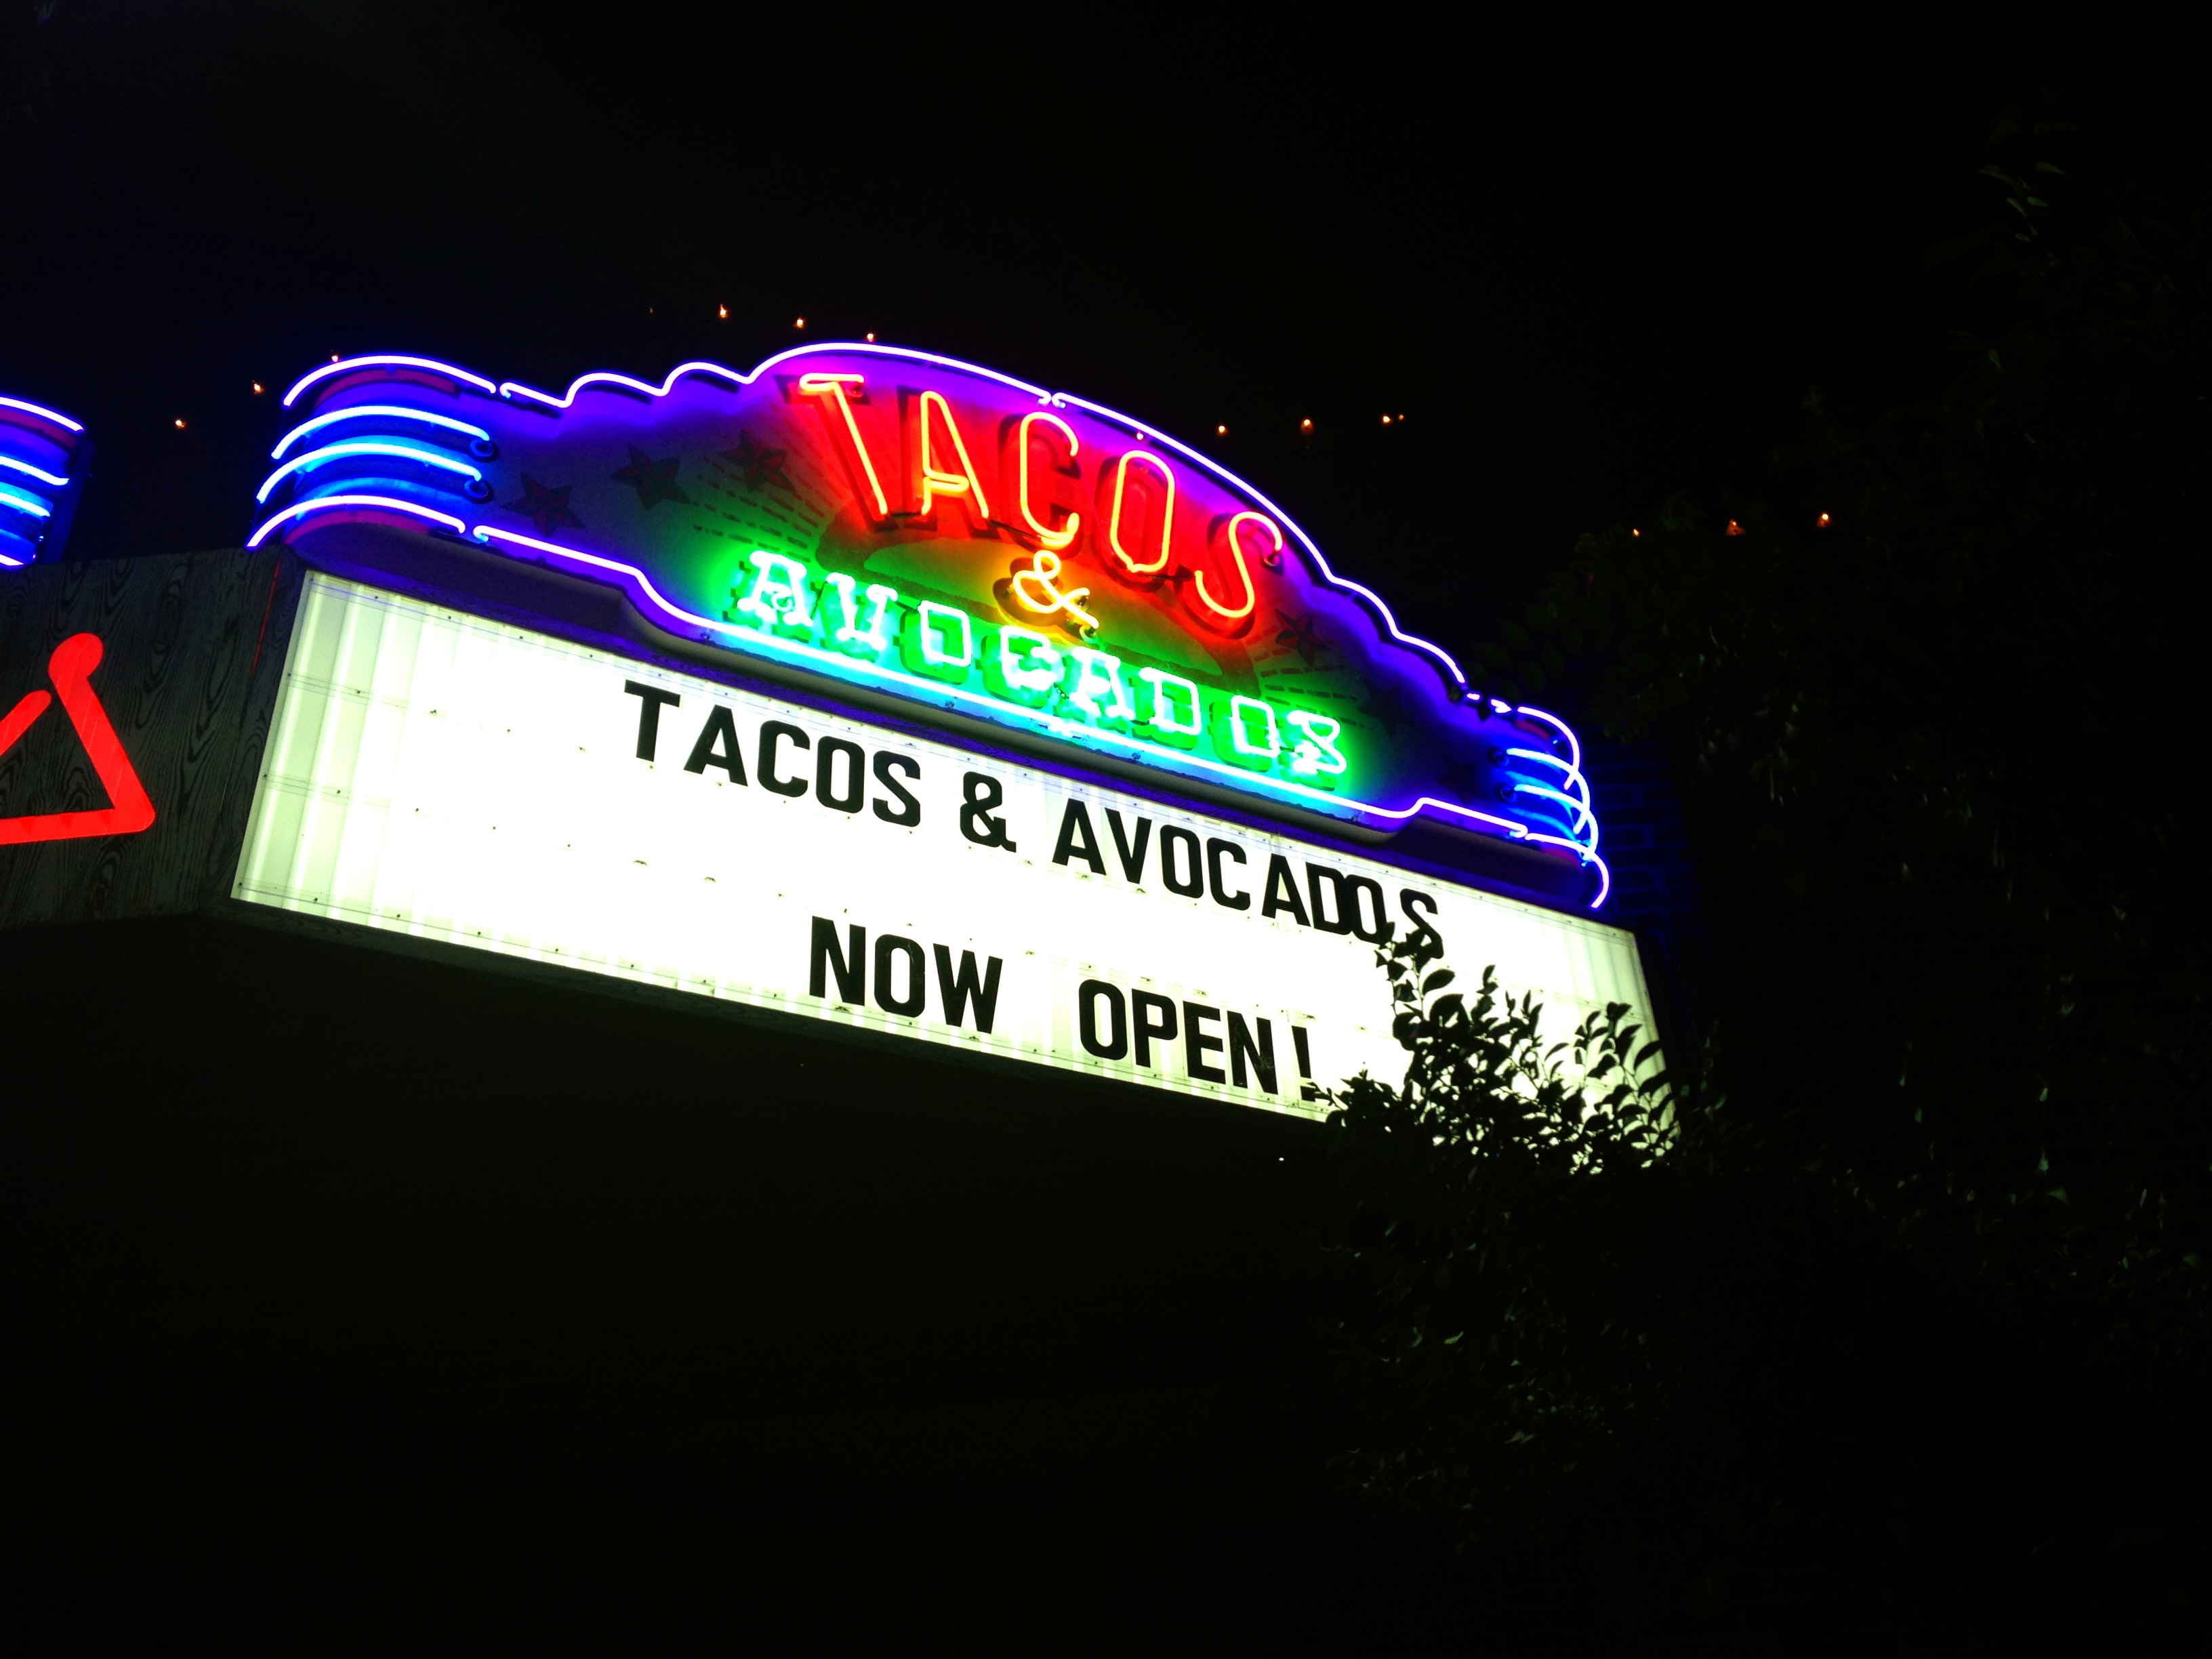 TACOS
&
AVOCADOS
TACOS & AVOCADOS
NOW OPEN!